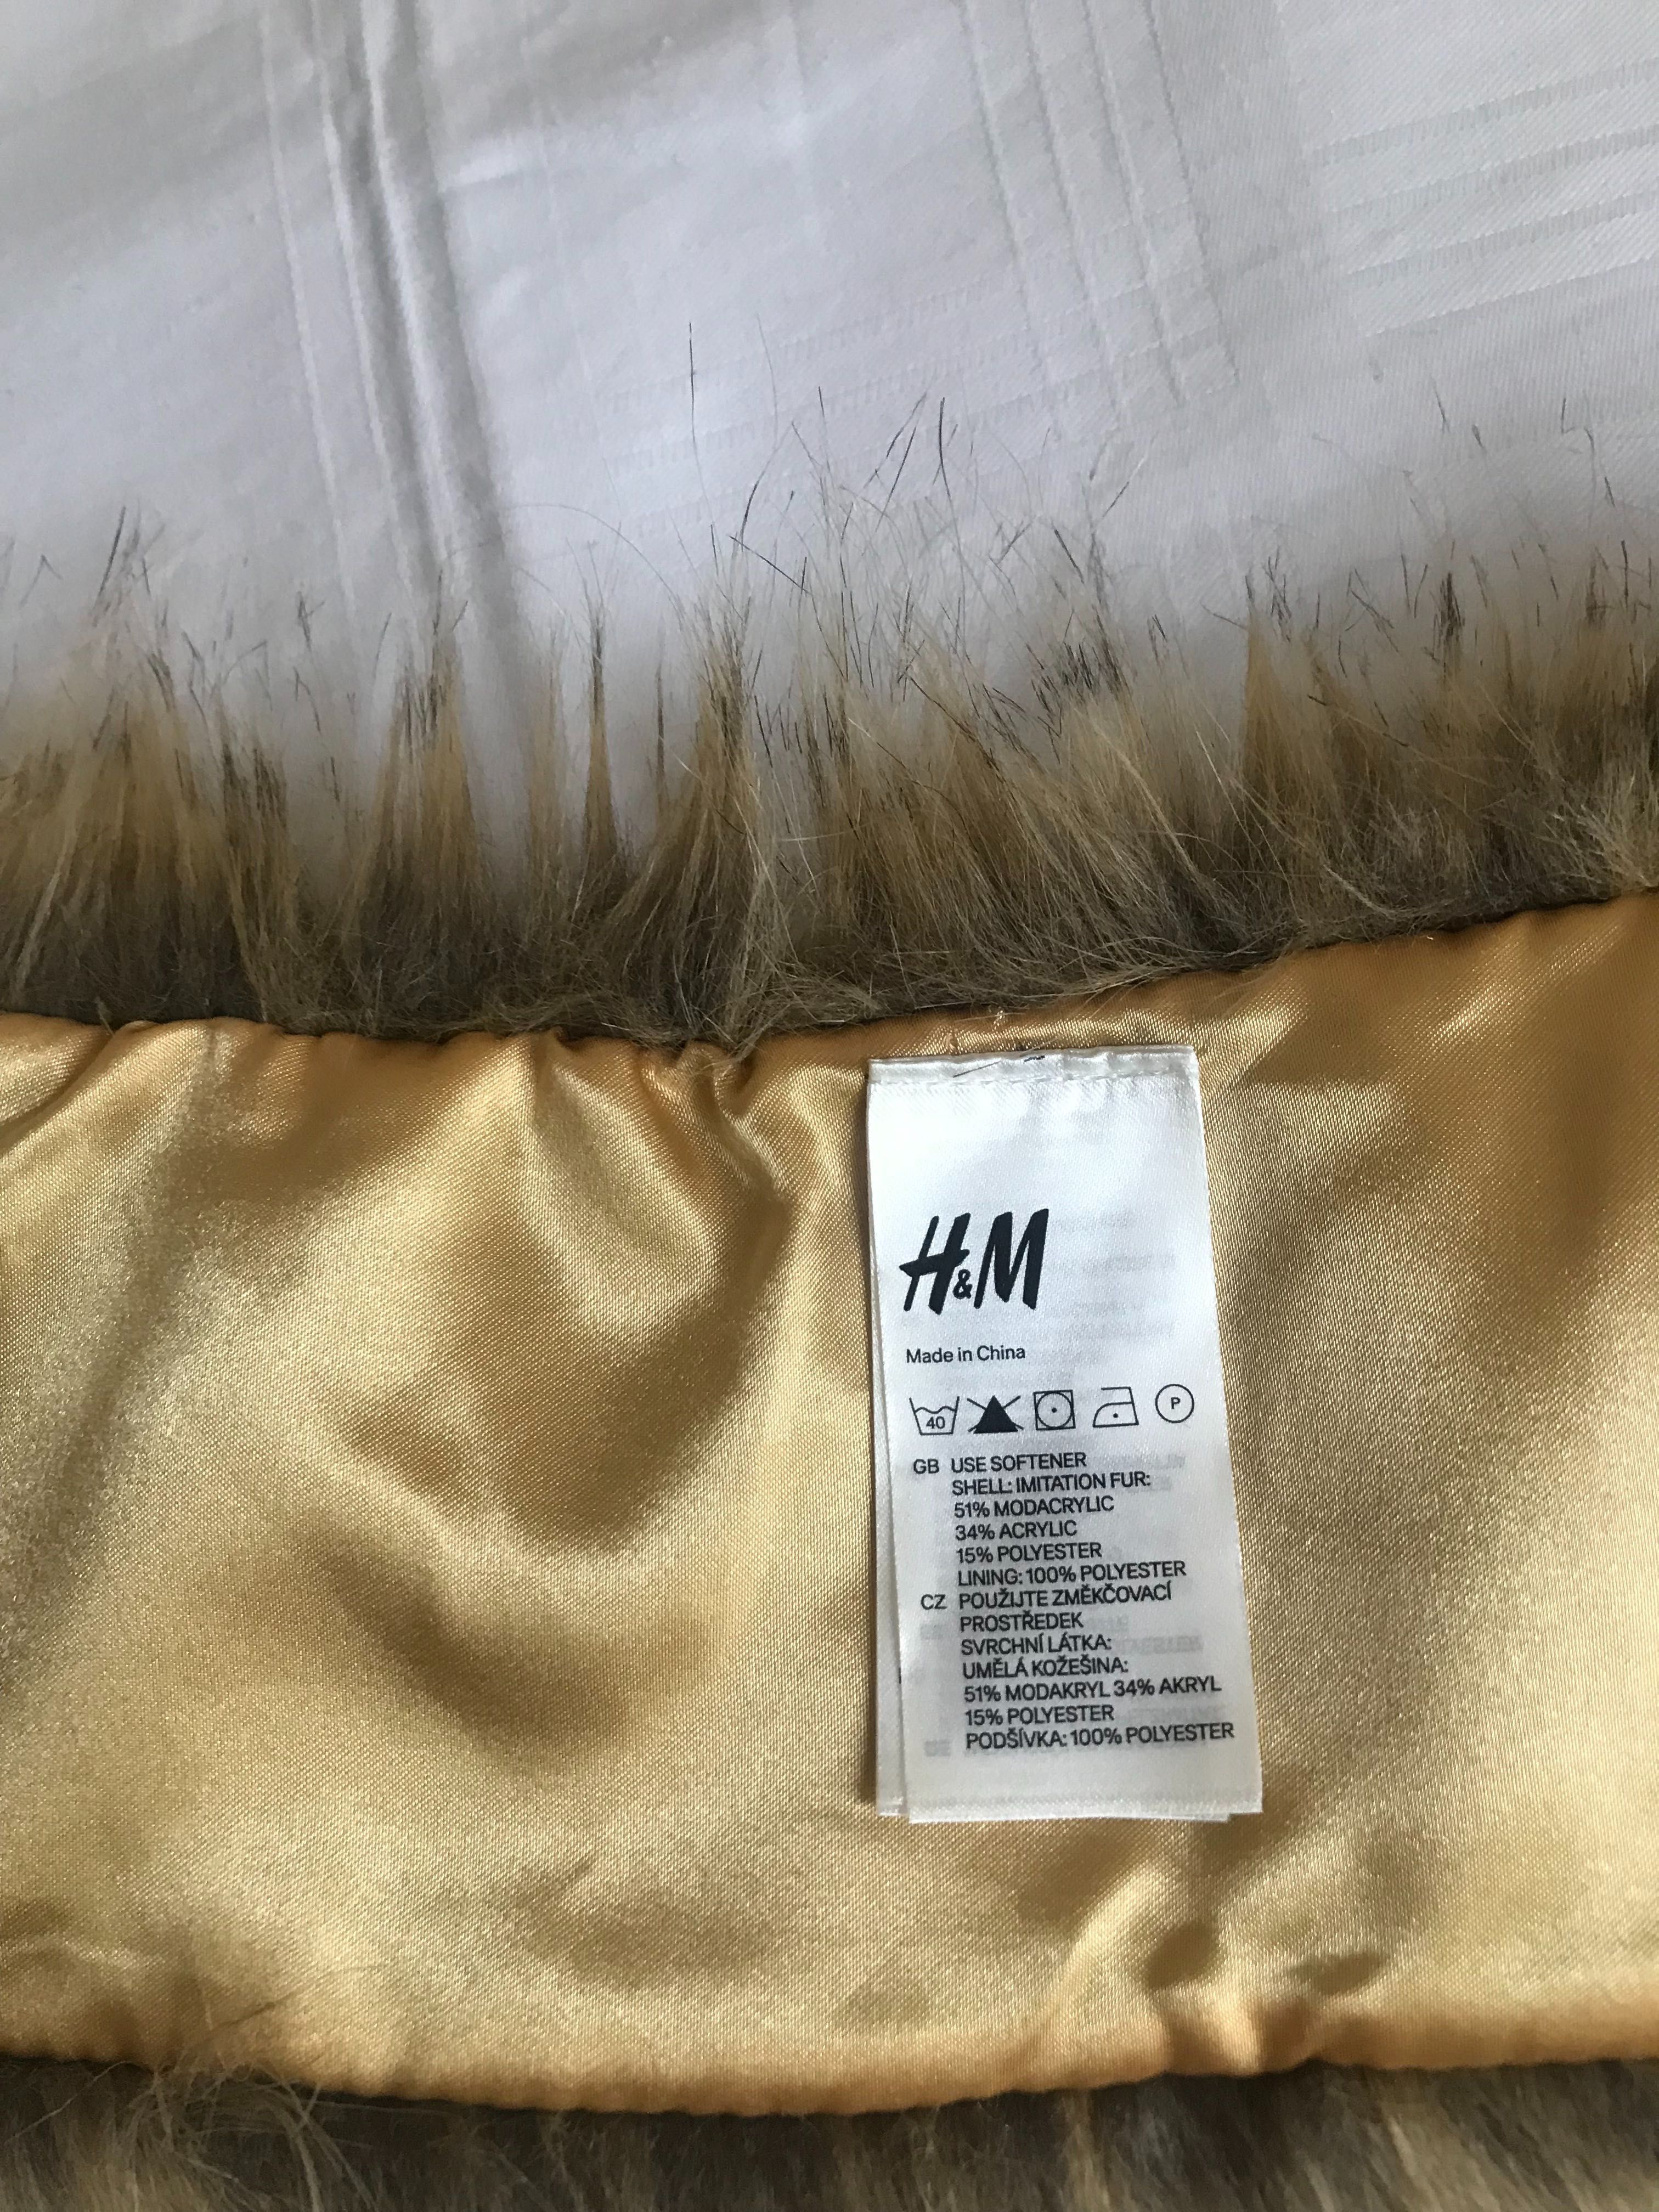 H&M
Made in China
40 P
GB USE SOFTENER
SHELL: IMITATION FUR:
51% MODACRYLIC
34% ACRYLIC
15% POLYESTER
LINING: 100% POLYESTER
CZ POUŽIJTE ZMĚKČOVACÍ
PROSTŘEDEK
SVRCHNÍ LÁTKA:
UMĚLÁ KOŽEŠINA:
51% MODAKRYL 34% AKRYL
15% POLYESTER
PODŠÍVKA: 100% POLYESTER